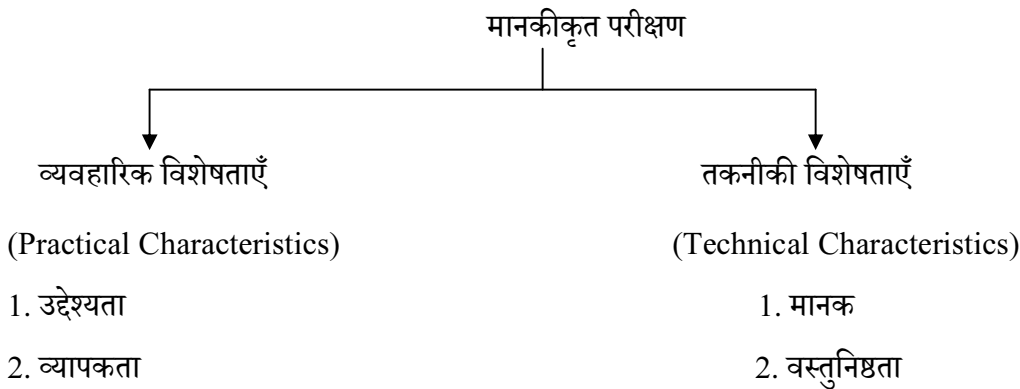 मानकीकृत परीक्षण
व्यवहारिक विशेषताएँ तकनीकी विशेषताएँ
(Practical Characteristics) (Technical Characteristics)
1. उद्देश्यता 1. मानक
2. व्यापकता 2. वस्तुनिष्ठता